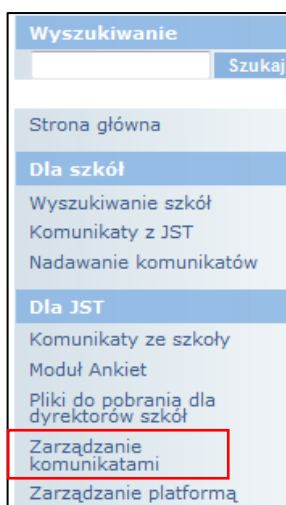 Wyszukiwanie
Szukaj
Strona główna
Dla szkół
Wyszukiwanie szkół
Komunikaty z JST
Nadawanie komunikatów
Dla JST
Komunikaty ze szkoły
Moduł Ankiet
Pliki do pobrania dla
dyrektorów szkół
Zarządzanie
komunikatami
Zarządzanie platformą